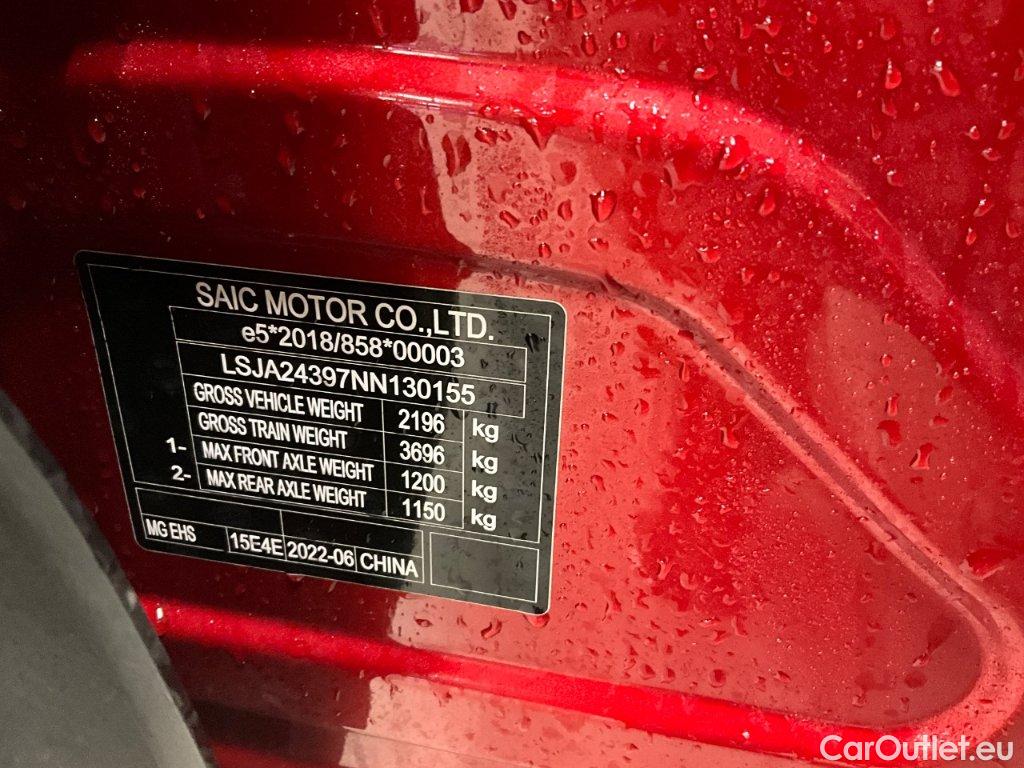 SAIC MOTOR CO.,LTD.
e5*2018/858*00003
LSJA24397NN130155
GROSS VEHICLE WEIGHT 2196 kg
GROSS TRAIN WEIGHT 3696 kg
1- MAX FRONT AXLE WEIGHT 1200 kg
2- MAX REAR AXLE WEIGHT 1150 kg
MG EHS 15E4E 2022-06 CHINA
CarOutlet.eu